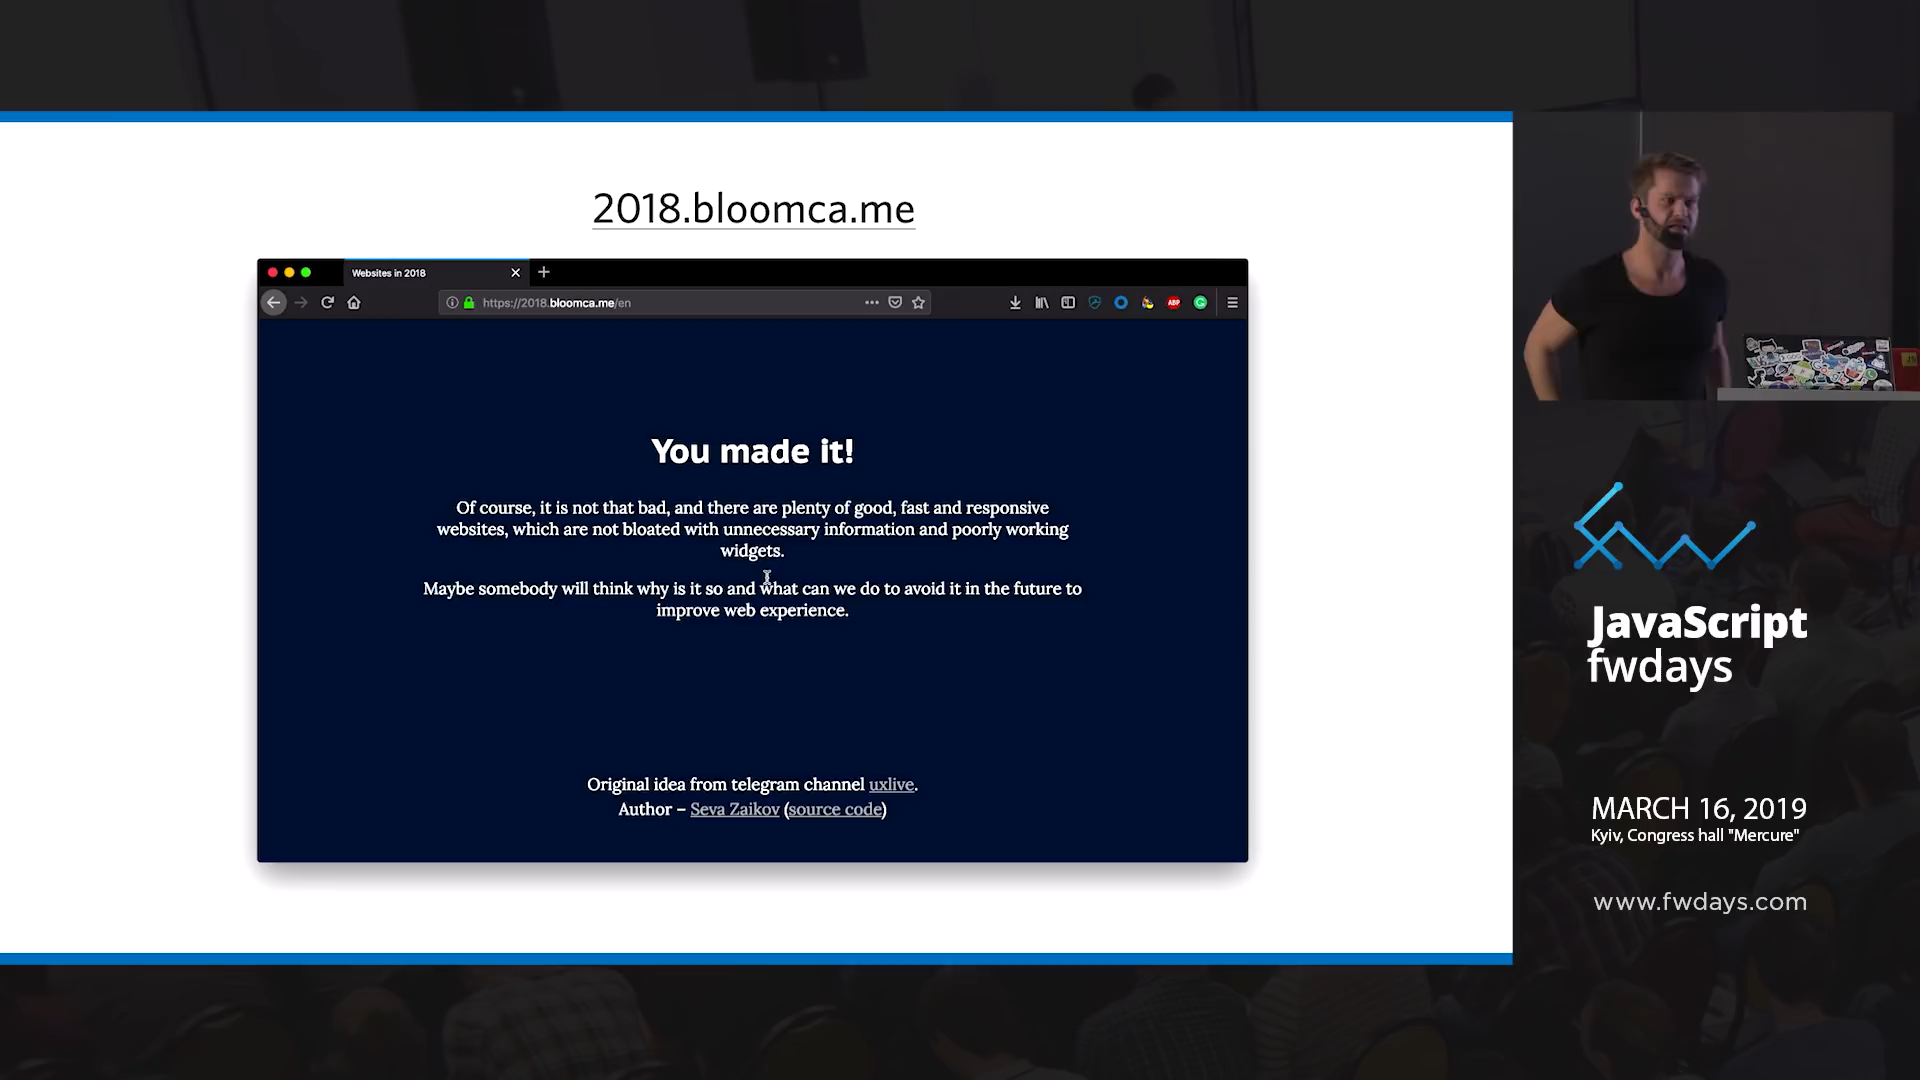 2018.bloomca.me
Websites in 2018
https://2018.bloomca.me/en
ABP
You made it!
Of course, it is not that bad, and there are plenty of good, fast and responsive
websites, which are not bloated with unnecessary information and poorly working
widgets.
Maybe somebody will think why is it so and what can we do to avoid it in the future to
improve web experience.
Original idea from telegram channel uxlive.
Author – Seva Zaikov (source code)
JavaScript
fwdays
MARCH 16, 2019
Kyiv, Congress hall "Mercure"
www.fwdays.com